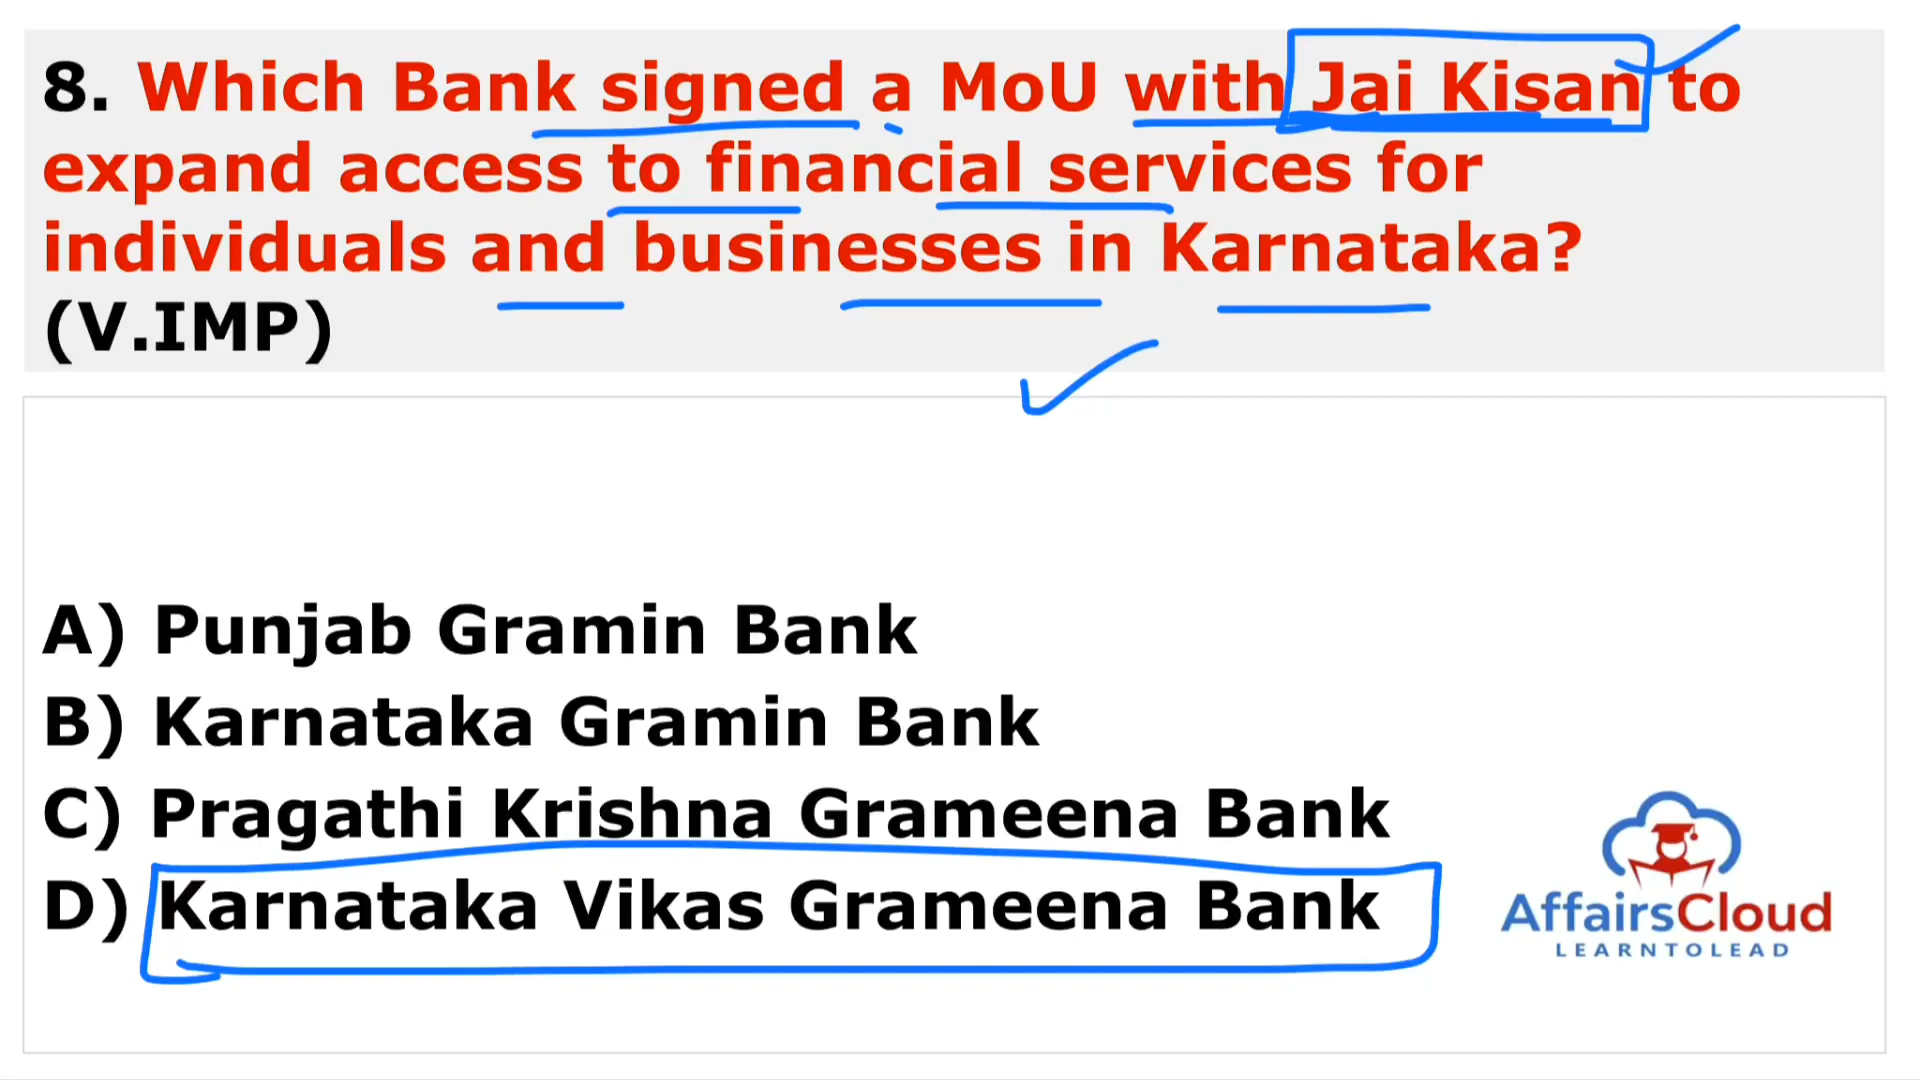 8. Which Bank signed a MoU with Jai Kisan to
expand access to financial services for
individuals and businesses in Karnataka?
(V.IMP)
A) Punjab Gramin Bank
B) Karnataka Gramin Bank
C) Pragathi Krishna Grameena Bank
D) Karnataka Vikas Grameena Bank
AffairsCloud
LEARNTOLEAD